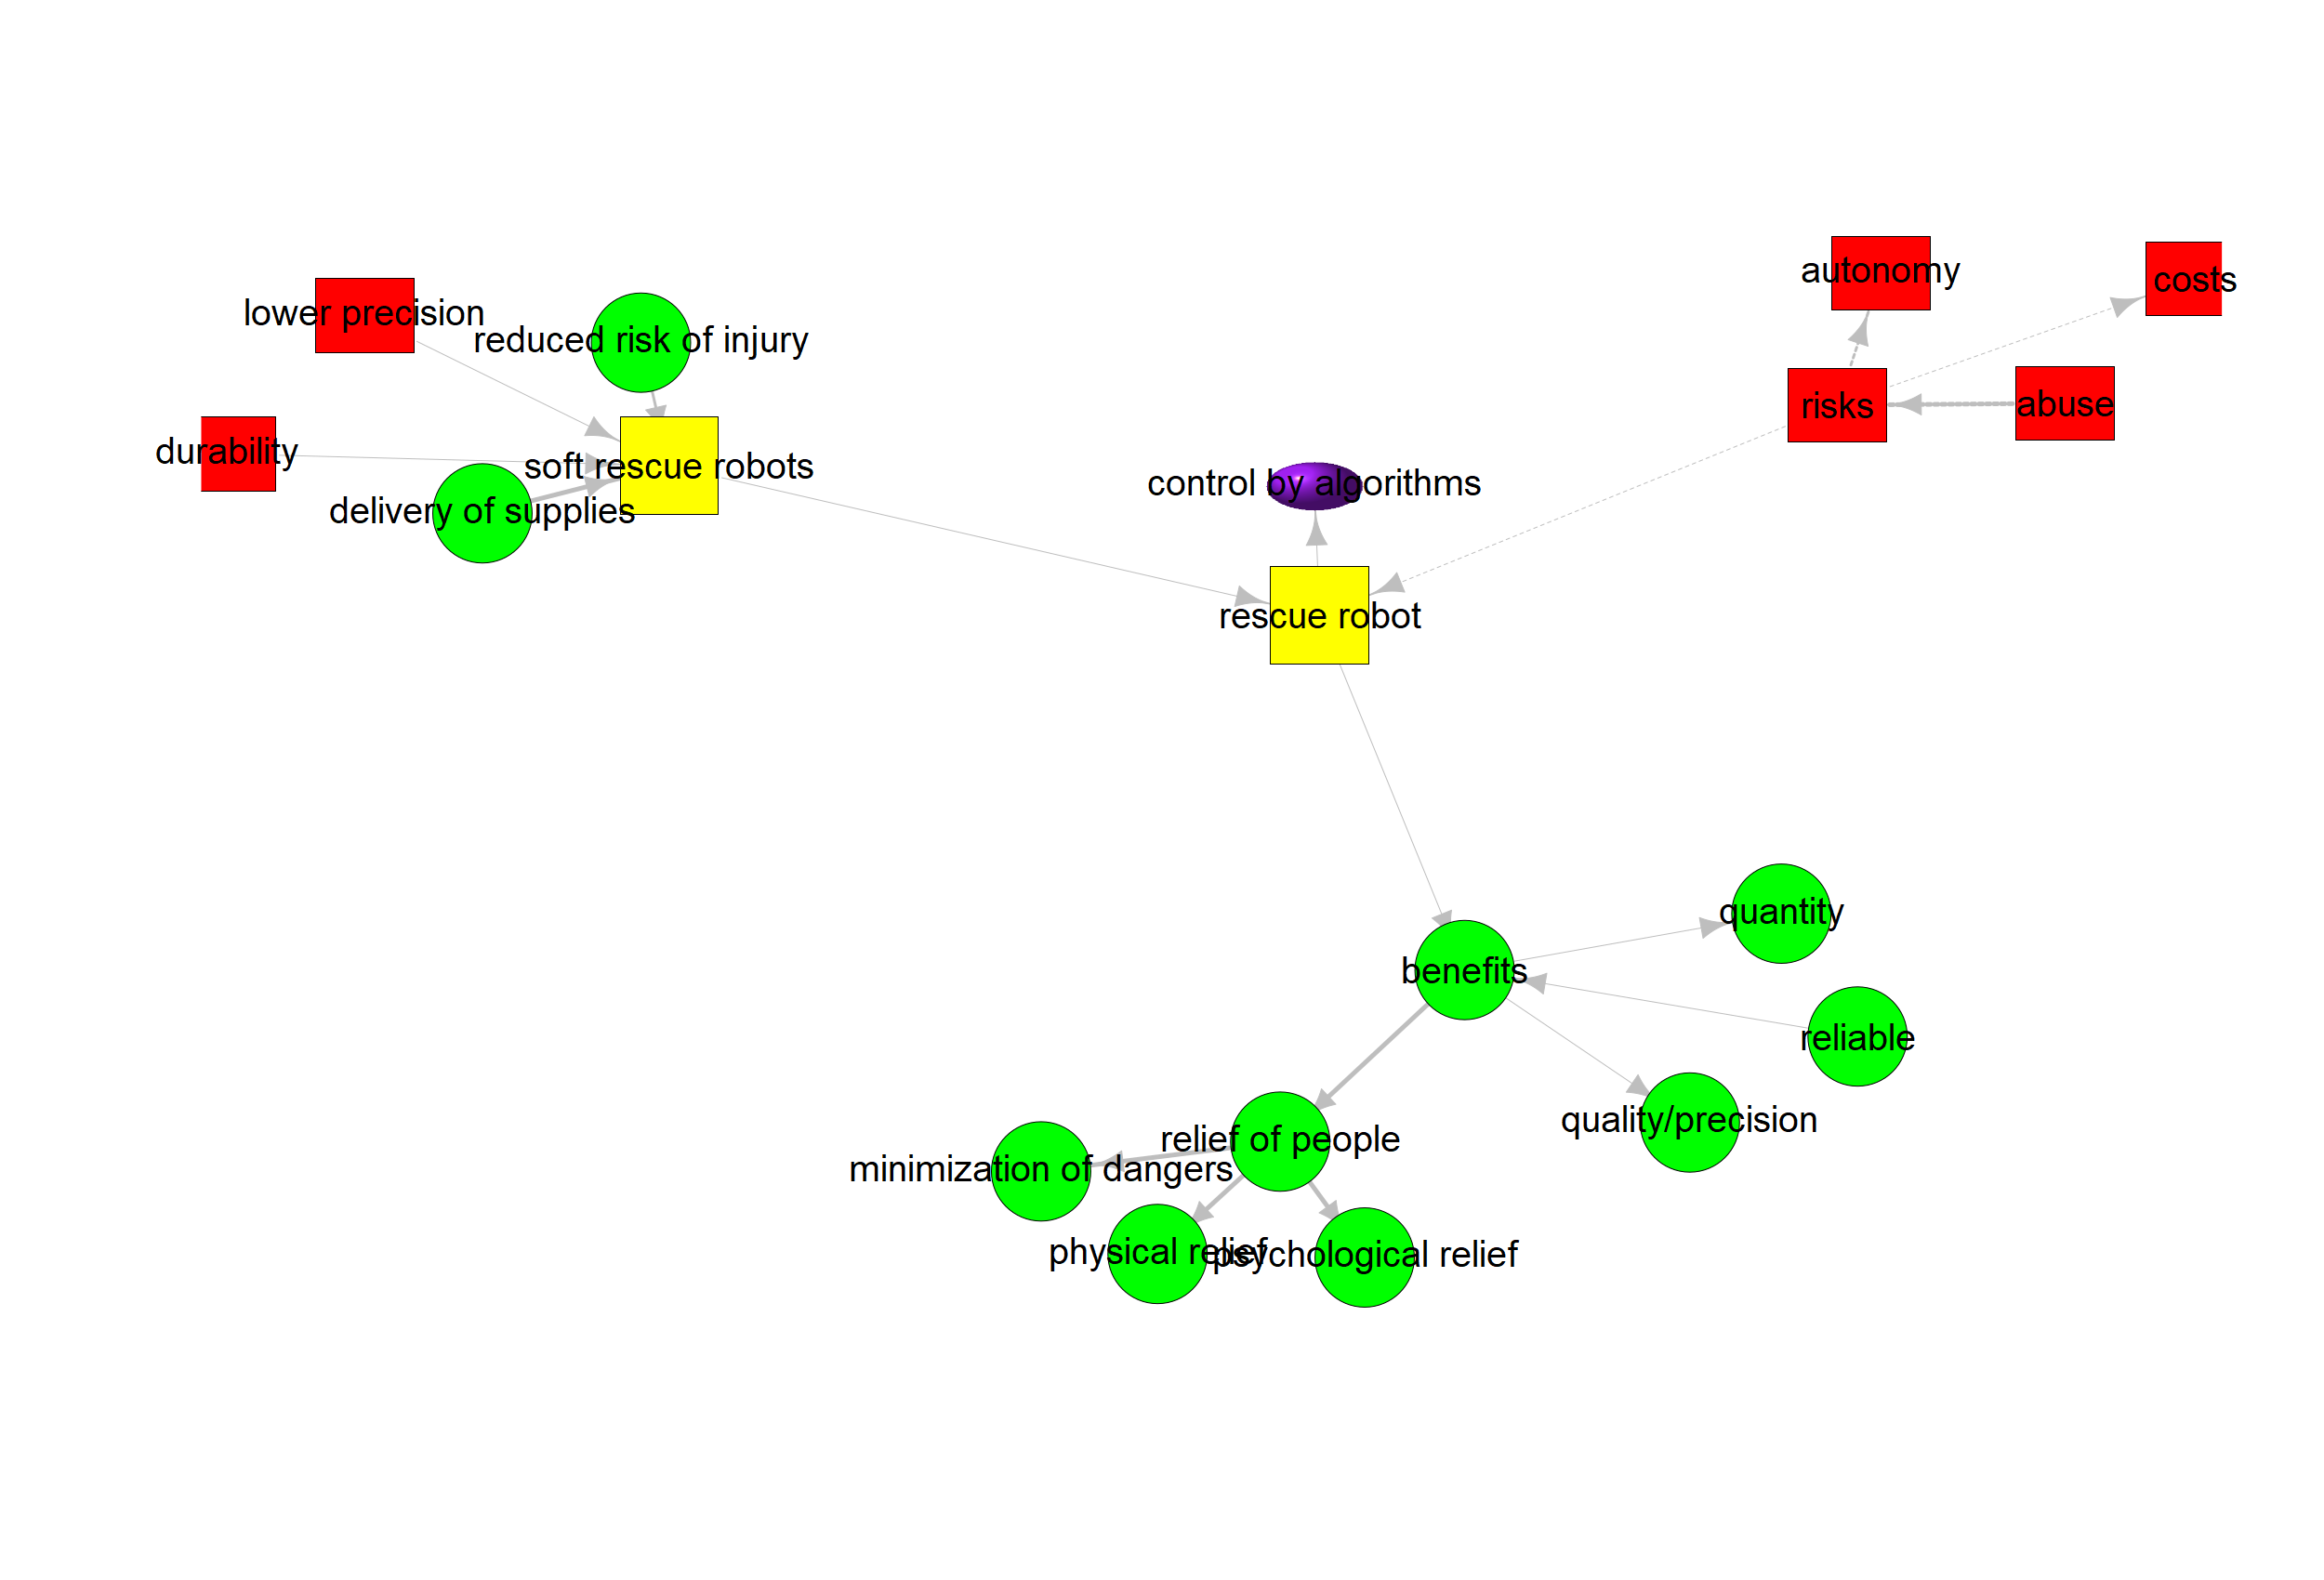 autonomy
costs
lower precision
reduced risk of injury
risks
abuse
durability
soft rescue robots
control by algorithms
delivery of supplies
rescue robot
quantity
benefits
reliable
quality/precision
relief of people
minimization of dangers
physical relief
psychological relief